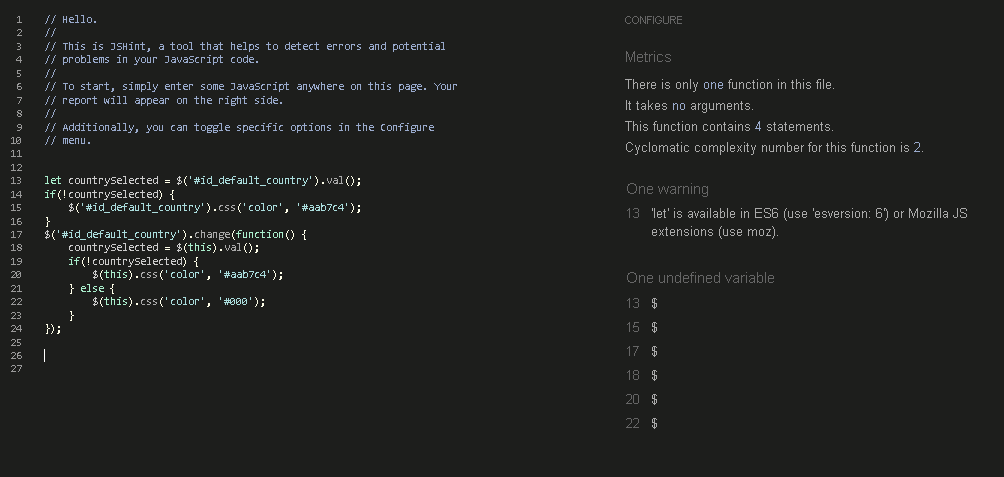 1 // Hello.
2 //
3 // This is JSHint, a tool that helps to detect errors and potential
4 // problems in your JavaScript code.
5 //
6 // To start, simply enter some JavaScript anywhere on this page. Your
7 // report will appear on the right side.
8 //
9 // Additionally, you can toggle specific options in the Configure
10 // menu.
11
12
13 let countrySelected = $('#id_default_country').val();
14 if(!countrySelected) {
15     $('#id_default_country').css('color', '#aab7c4');
16 }
17 $('#id_default_country').change(function() {
18     countrySelected = $(this).val();
19     if(!countrySelected) {
20         $(this).css('color', '#aab7c4');
21     } else {
22         $(this).css('color', '#000');
23     }
24 });
25
26
27
CONFIGURE
Metrics
There is only one function in this file.
It takes no arguments.
This function contains 4 statements.
Cyclomatic complexity number for this function is 2.
One warning
13 'let' is available in ES6 (use 'esversion: 6') or Mozilla JS
extensions (use moz).
One undefined variable
13 $
15 $
17 $
18 $
20 $
22 $